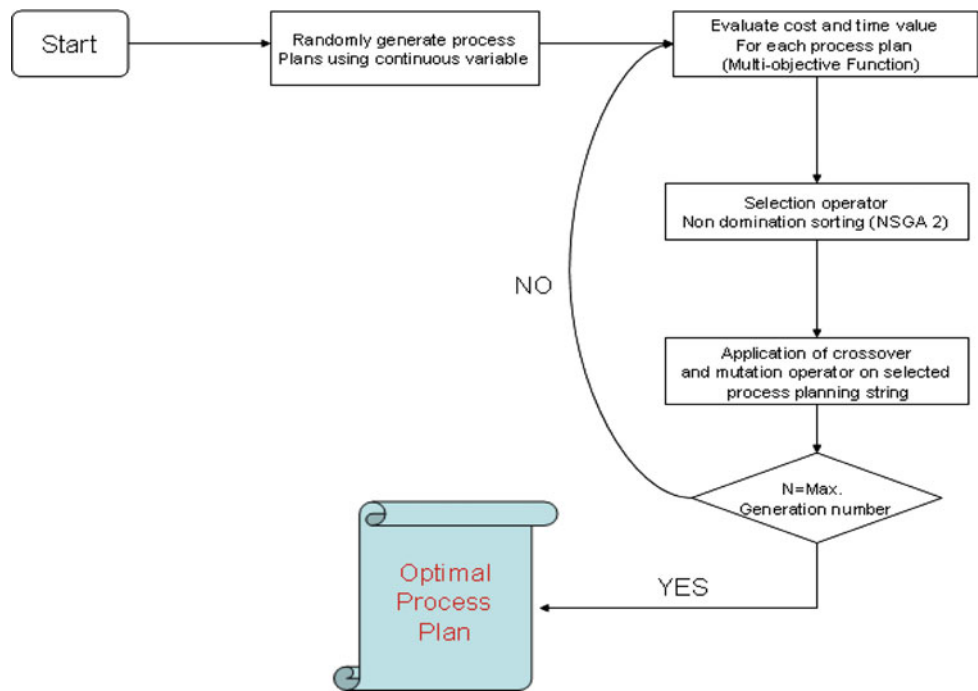 Start
Randomly generate process
Plans using continuous variable
Evaluate cost and time value
For each process plan
(Multi-objective Function)
Selection operator
Non domination sorting (NSGA 2)
NO
Application of crossover
and mutation operator on selected
process planning string
N=Max.
Generation number
YES
Optimal
Process
Plan